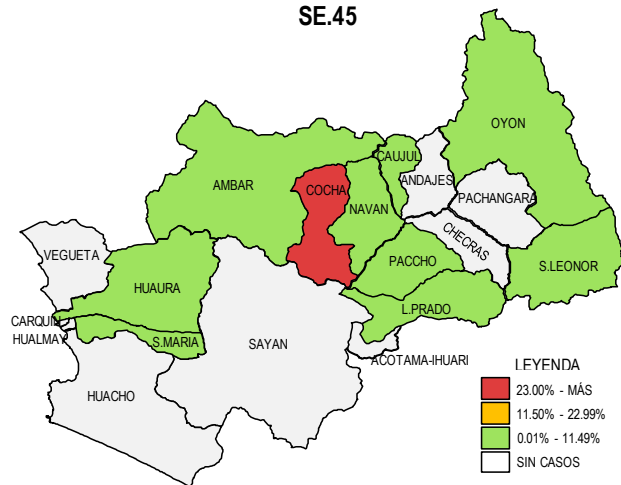 SE.45
OYON
CAUJUL
ANDAJES
AMBAR
COCHA
PACHANGARA
NAVAN
CHECRAS
VEGUETA
PACCHO
S.LEONOR
HUAURA
L.PRADO
CARQUIN
HUALMAY
S.MARIA
SAYAN
ACOTAMA-IHUARI
HUACHO
LEYENDA
23.00% - MÁS
11.50% - 22.99%
0.01% - 11.49%
SIN CASOS